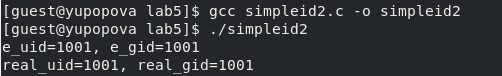 [guest@yupopova lab5]$ gcc simpleid2.c -o simpleid2
[guest@yupopova lab5]$ ./simpleid2
e_uid=1001, e_gid=1001
real_uid=1001, real_gid=1001